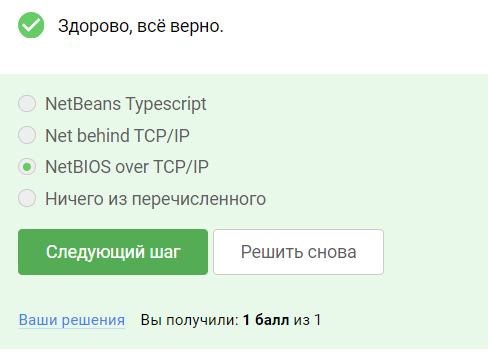 Здорово, всё верно.
NetBeans Typescript
Net behind TCP/IP
NetBIOS over TCP/IP
Ничего из перечисленного
Следующий шаг Решить снова
Ваши решения Вы получили: 1 балл из 1